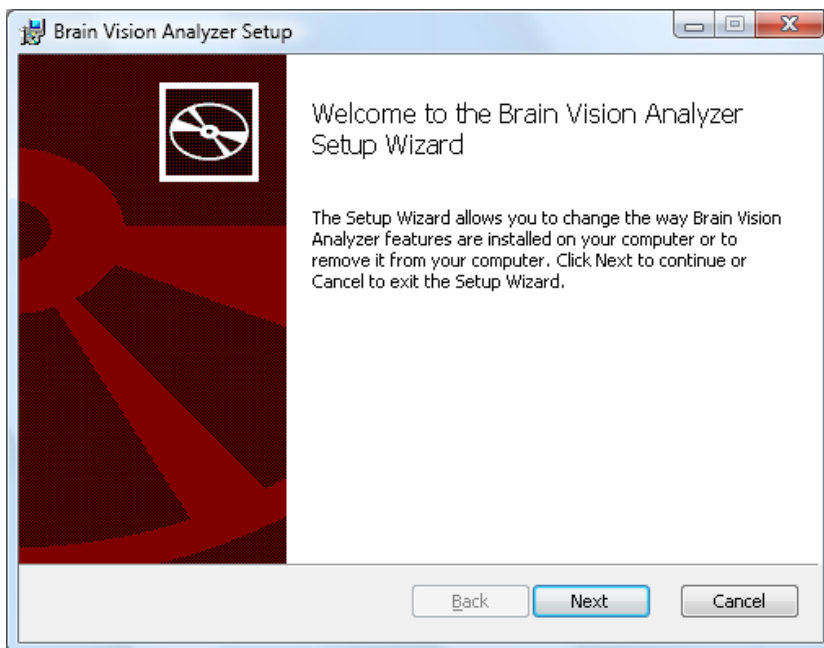 Brain Vision Analyzer Setup
Welcome to the Brain Vision Analyzer
Setup Wizard
The Setup Wizard allows you to change the way Brain Vision
Analyzer features are installed on your computer or to
remove it from your computer. Click Next to continue or
Cancel to exit the Setup Wizard.
Back Next Cancel